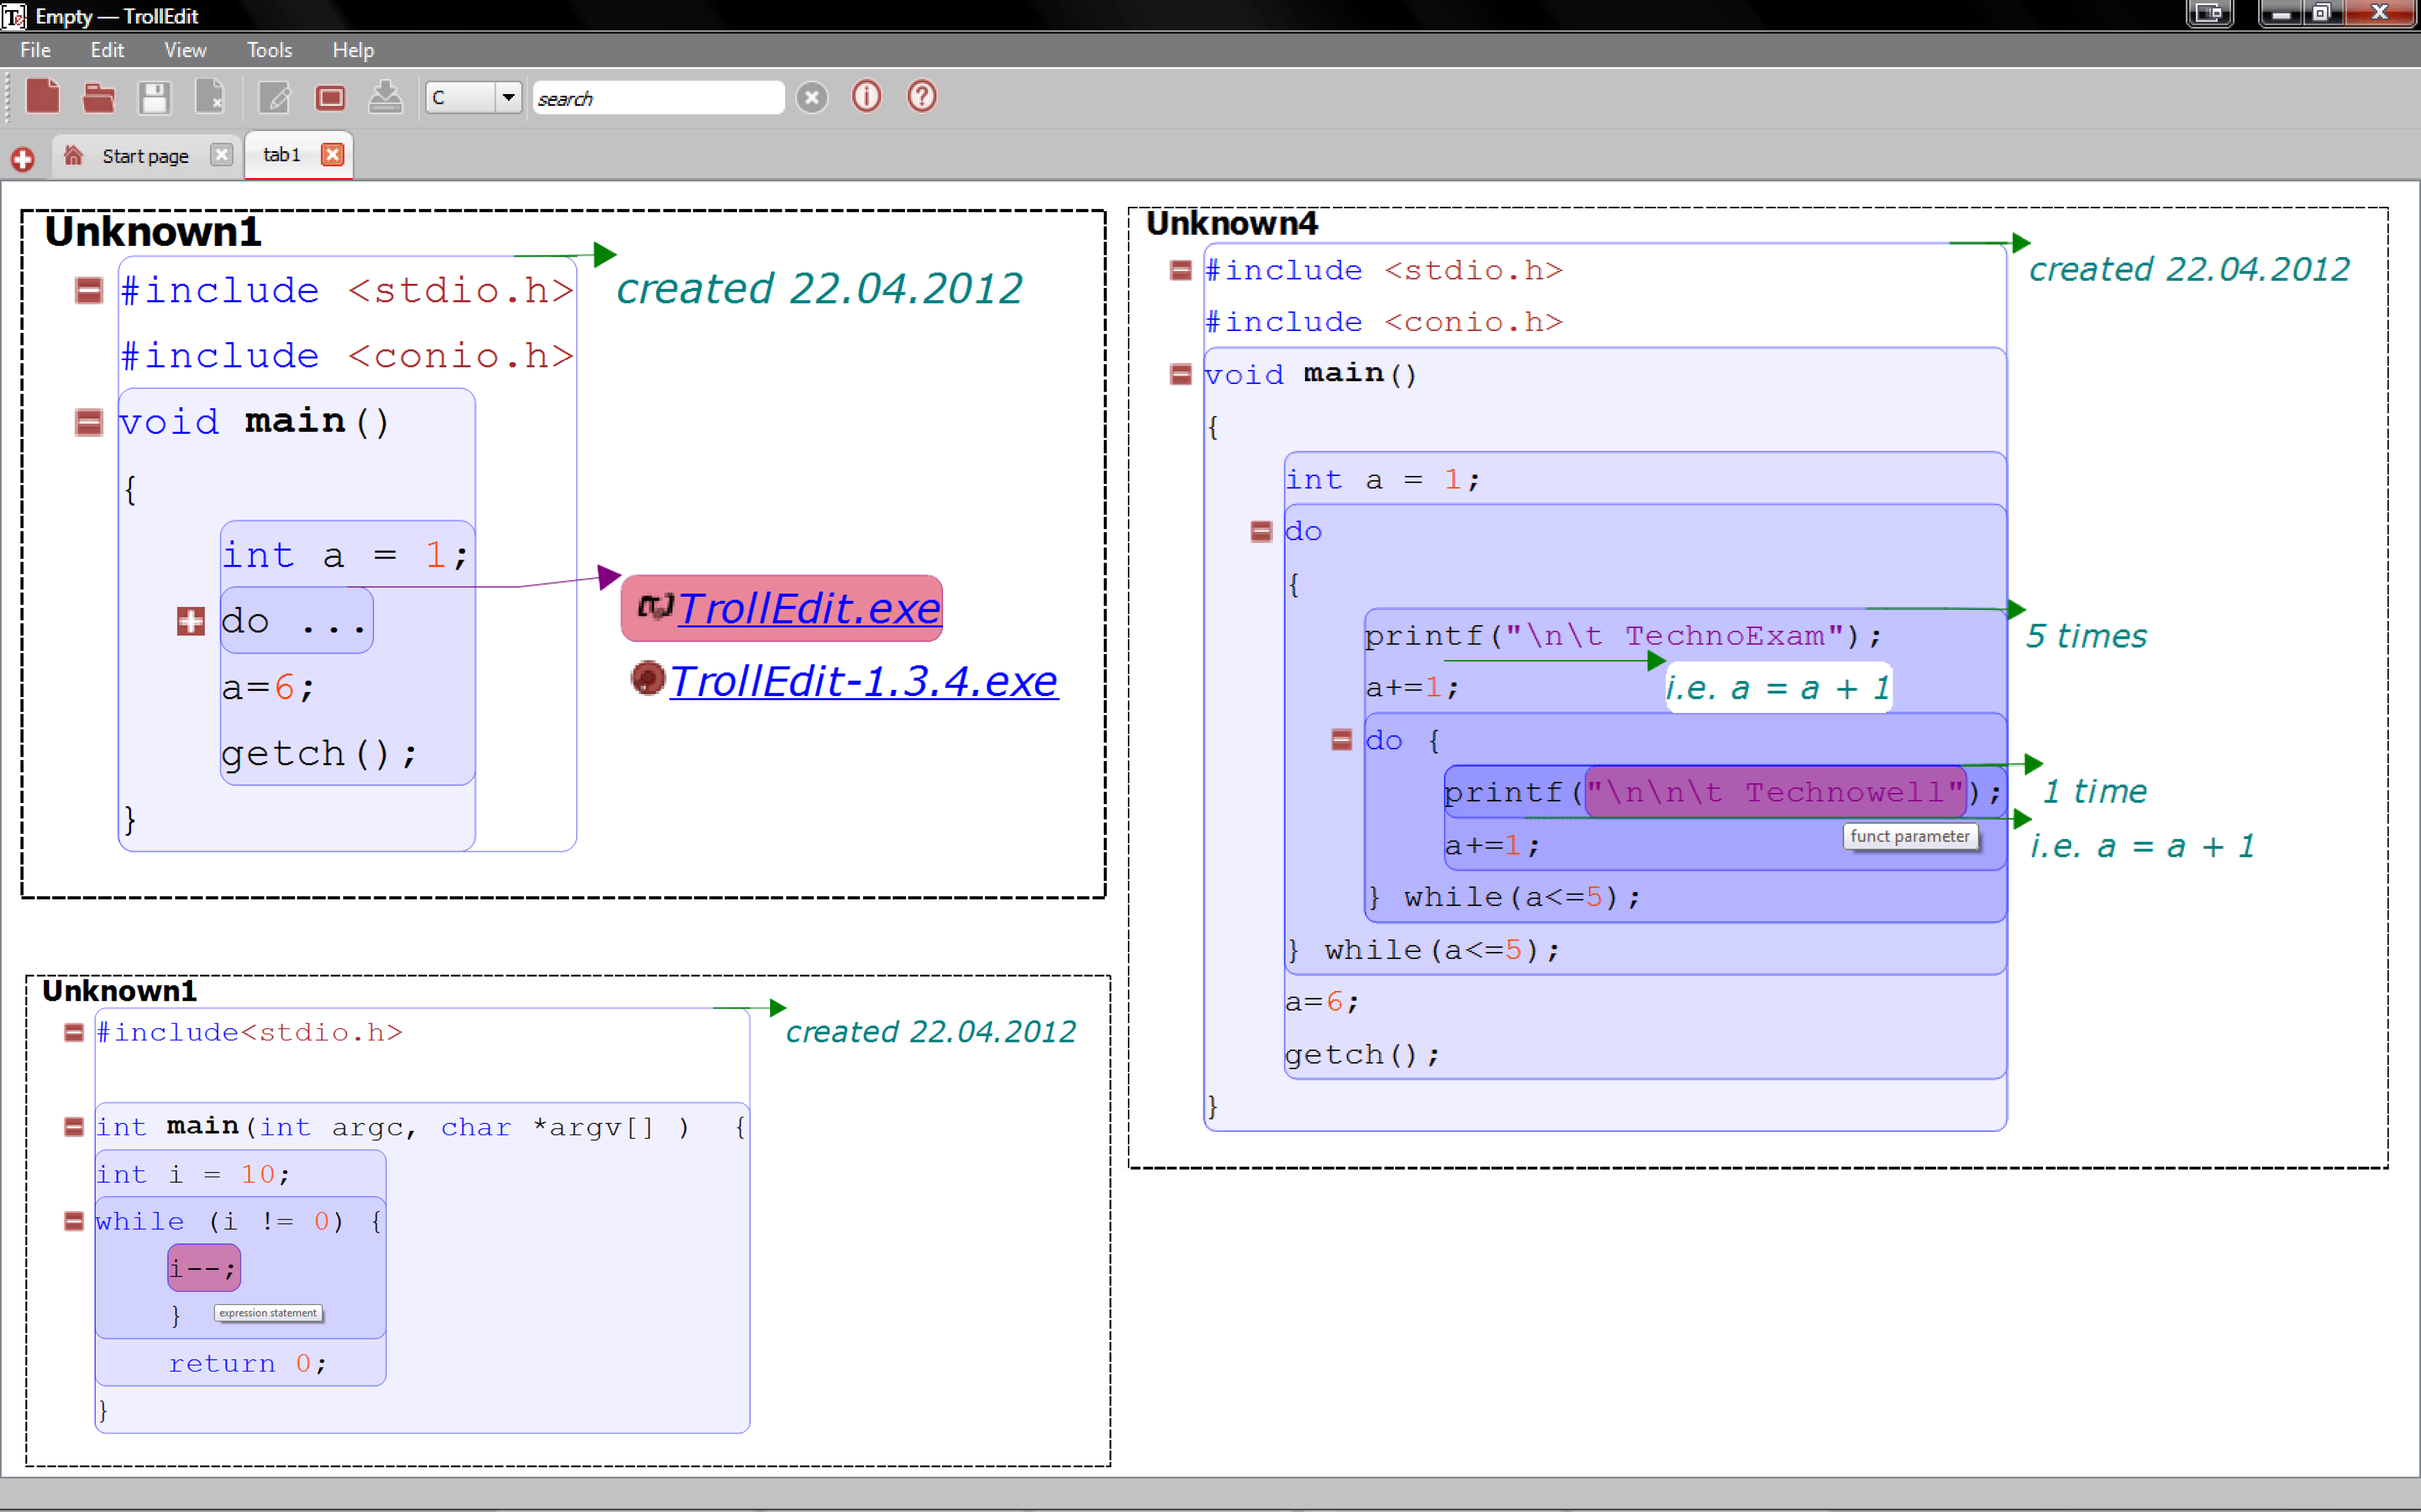 Empty — TrollEdit
File Edit View Tools Help
C search
Start page tab1
Unknown1
#include <stdio.h> created 22.04.2012
#include <conio.h>
void main()
{
int a = 1;
do ...
a=6;
getch();
}
TrollEdit.exe
TrollEdit-1.3.4.exe
Unknown1
#include<stdio.h> created 22.04.2012
int main(int argc, char *argv[] ) {
int i = 10;
while (i != 0) {
i--;
} expression statement
return 0;
}
Unknown4
#include <stdio.h> created 22.04.2012
#include <conio.h>
void main()
{
int a = 1;
do
{
printf("\n\t TechnoExam"); 5 times
a+=1; i.e. a = a + 1
do {
printf("\n\n\t Technowell"); 1 time
funct parameter
a+=1; i.e. a = a + 1
} while(a<=5);
} while(a<=5);
a=6;
getch();
}